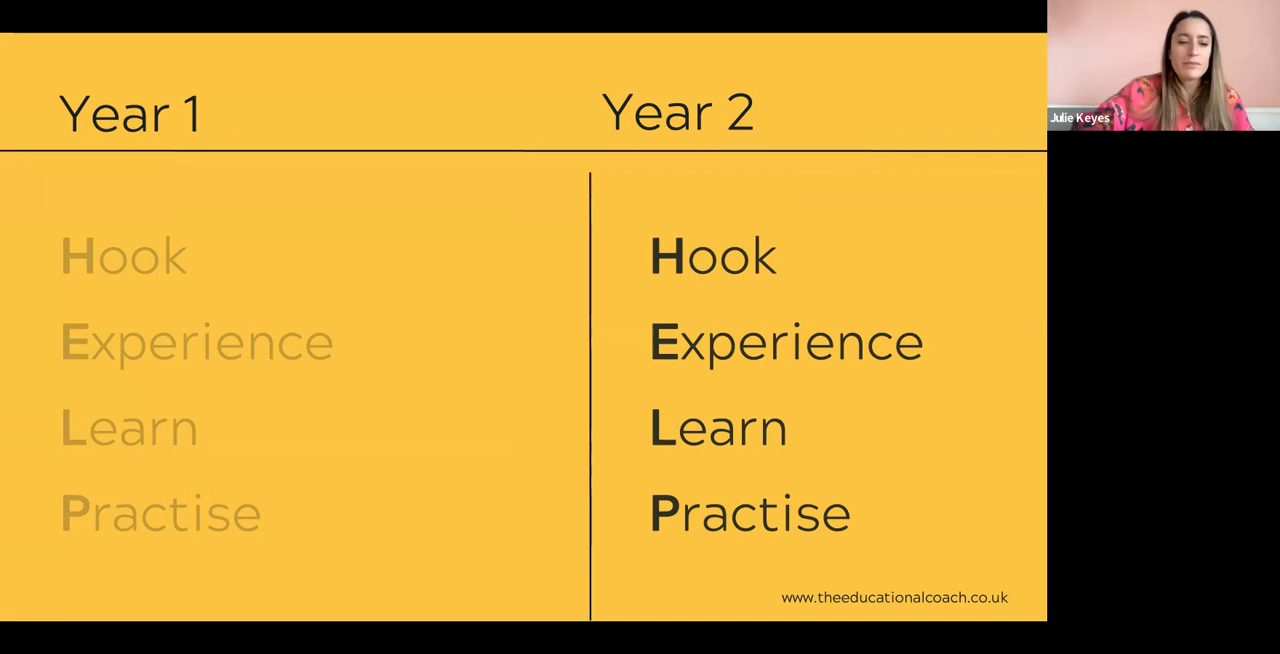 Year 1
Year 2
Hook
Experience
Learn
Practise
Hook
Experience
Learn
Practise
www.theeducationalcoach.co.uk
Julie Keyes